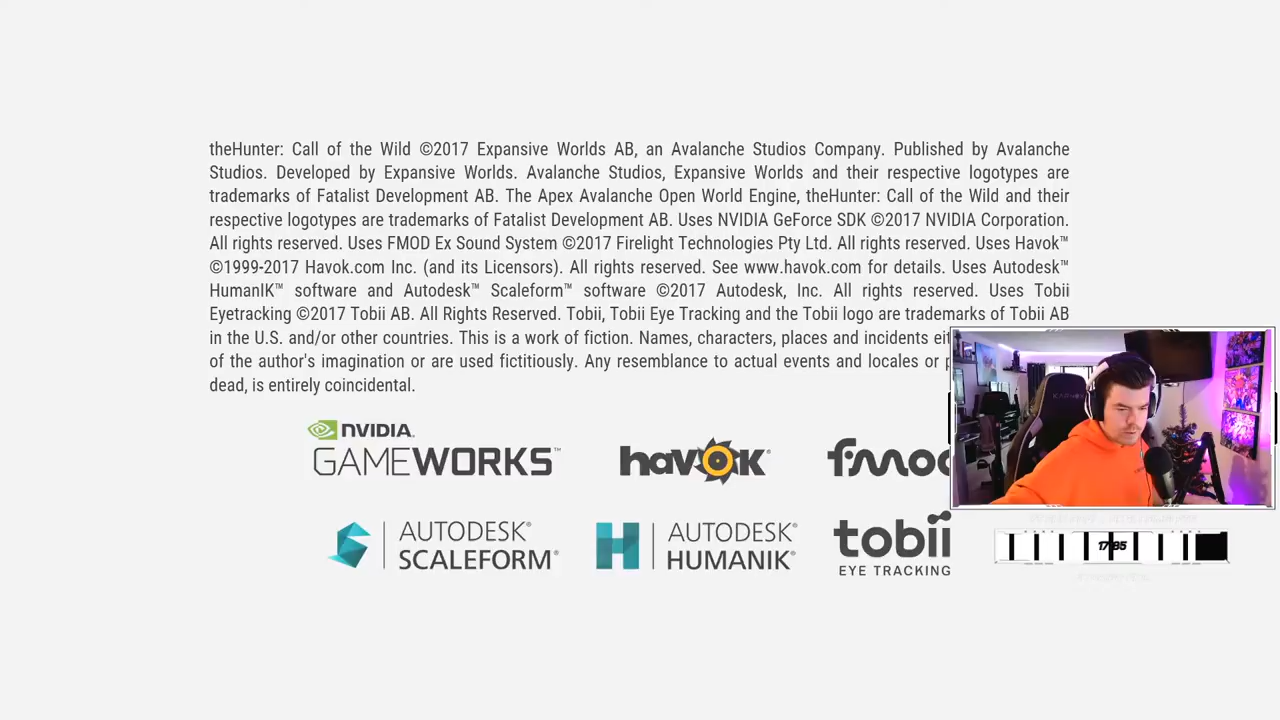 theHunter: Call of the Wild ©2017 Expansive Worlds AB, an Avalanche Studios Company. Published by Avalanche
Studios. Developed by Expansive Worlds. Avalanche Studios, Expansive Worlds and their respective logotypes are
trademarks of Fatalist Development AB. The Apex Avalanche Open World Engine, theHunter: Call of the Wild and their
respective logotypes are trademarks of Fatalist Development AB. Uses NVIDIA GeForce SDK ©2017 NVIDIA Corporation.
All rights reserved. Uses FMOD Ex Sound System ©2017 Firelight Technologies Pty Ltd. All rights reserved. Uses Havok™
©1999-2017 Havok.com Inc. (and its Licensors). All rights reserved. See www.havok.com for details. Uses Autodesk™
HumanIK™ software and Autodesk™ Scaleform™ software ©2017 Autodesk, Inc. All rights reserved. Uses Tobii
Eyetracking ©2017 Tobii AB. All Rights Reserved. Tobii, Tobii Eye Tracking and the Tobii logo are trademarks of Tobii AB
in the U.S. and/or other countries. This is a work of fiction. Names, characters, places and incidents
of the author's imagination or are used fictitiously. Any resemblance to actual events and locales or
dead, is entirely coincidental.
NVIDIA.
GAMEWORKS™
havok®
AUTODESK®
SCALEFORM®
AUTODESK®
HUMANIK®
tobii
EYE TRACKING